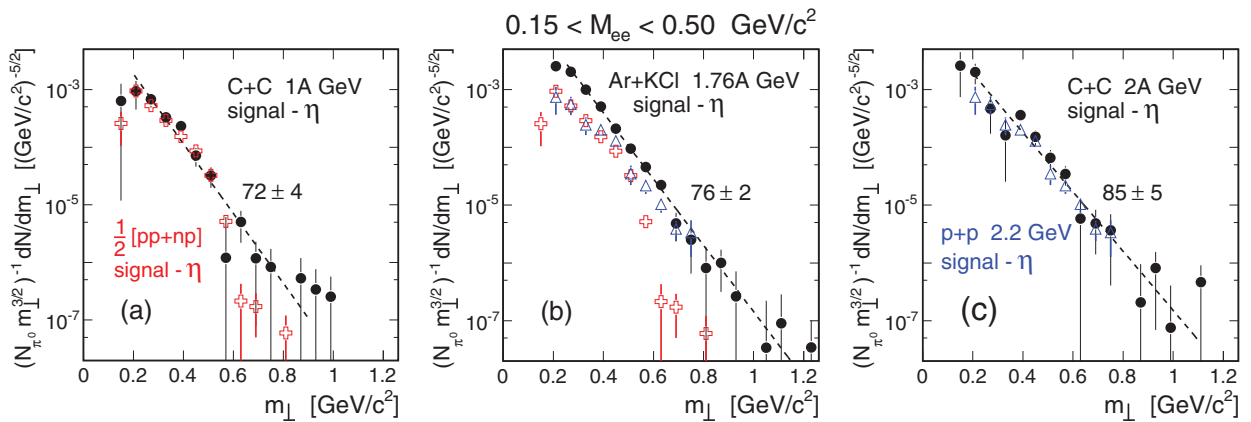 0.15 < M_ee < 0.50 GeV/c²
(N_π⁰ m_⊥^3/2)⁻¹ dN/dm_⊥ [(GeV/c²)^-5/2]
10⁻³
10⁻⁵
10⁻⁷
C+C 1A GeV
signal - η
72 ± 4
½ [pp+np]
signal - η
(a)
0 0.2 0.4 0.6 0.8 1 1.2
m_⊥ [GeV/c²]
(N_π⁰ m_⊥^3/2)⁻¹ dN/dm_⊥ [(GeV/c²)^-5/2]
10⁻³
10⁻⁵
10⁻⁷
Ar+KCl 1.76A GeV
signal - η
76 ± 2
(b)
0 0.2 0.4 0.6 0.8 1 1.2
m_⊥ [GeV/c²]
(N_π⁰ m_⊥^3/2)⁻¹ dN/dm_⊥ [(GeV/c²)^-5/2]
10⁻³
10⁻⁵
10⁻⁷
C+C 2A GeV
signal - η
85 ± 5
p+p 2.2 GeV
signal - η
(c)
0 0.2 0.4 0.6 0.8 1 1.2
m_⊥ [GeV/c²]